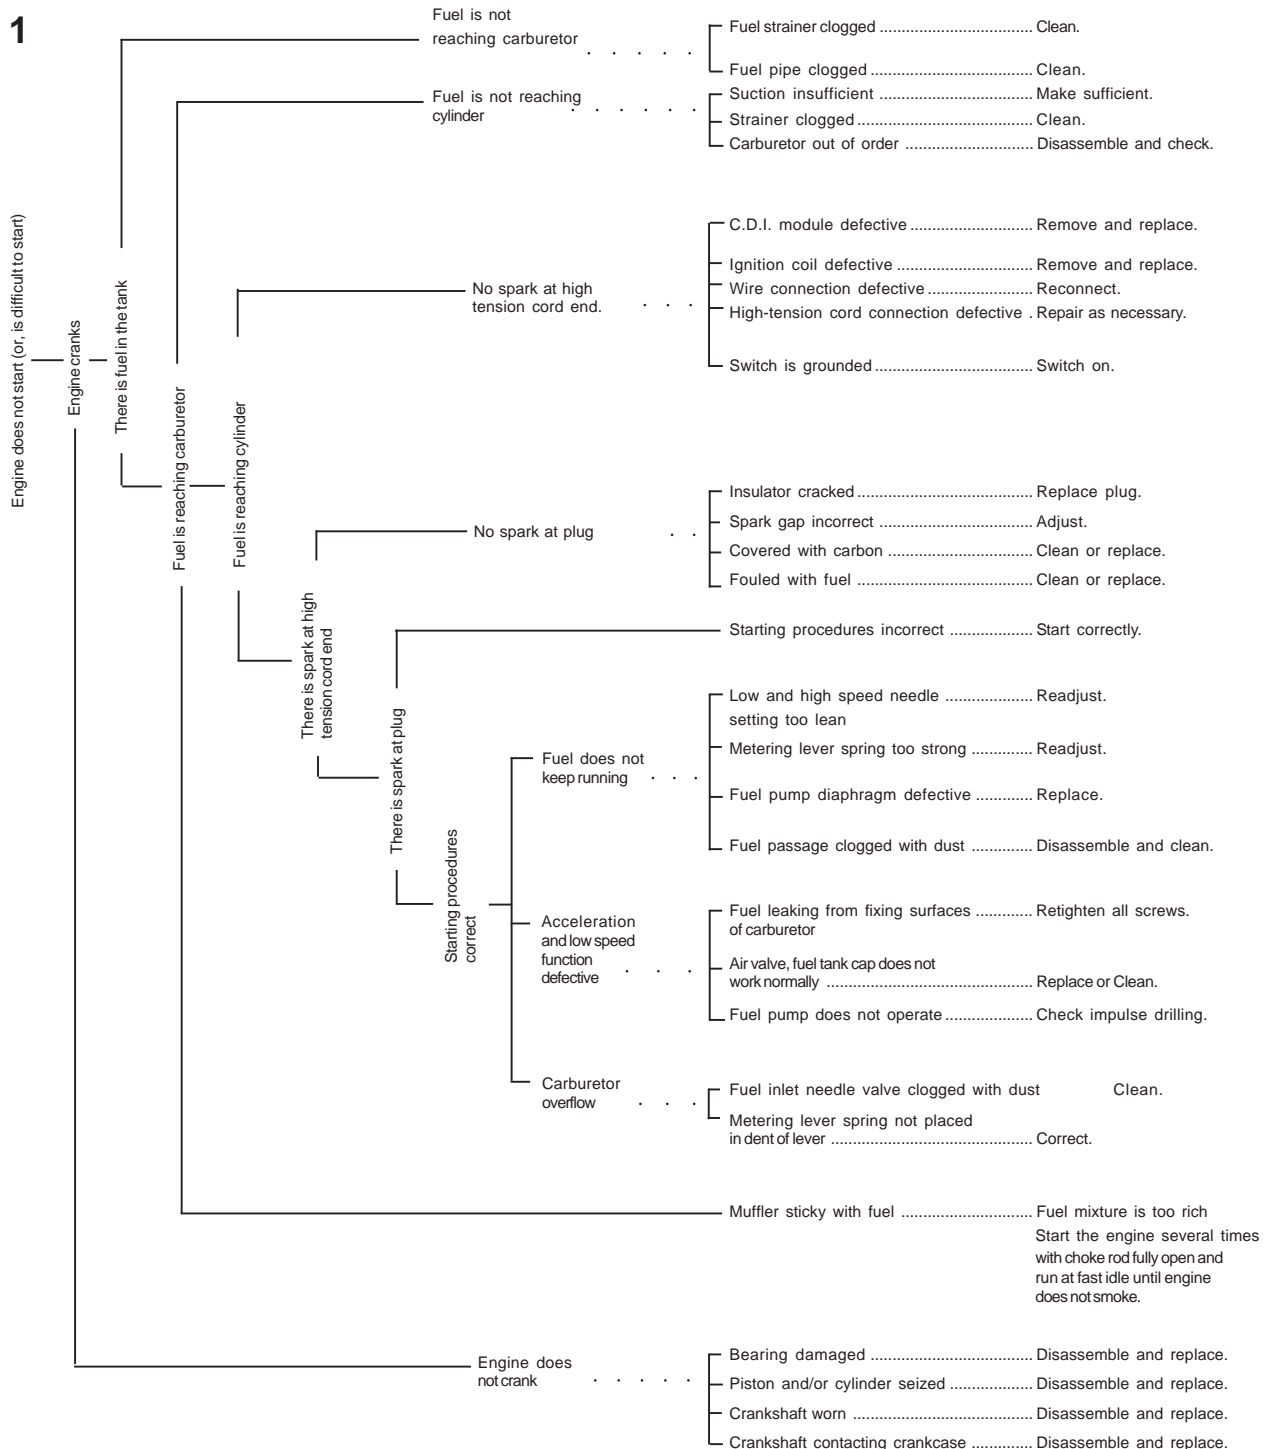 1
Fuel is not
reaching carburetor . . . . .
Fuel strainer clogged ................................... Clean.
Fuel pipe clogged ..................................... Clean.
Fuel is not reaching
cylinder . . . . . .
Suction insufficient ................................... Make sufficient.
Strainer clogged ........................................ Clean.
Carburetor out of order ............................. Disassemble and check.
Engine does not start (or, is difficult to start)
Engine cranks
There is fuel in the tank
Fuel is reaching carburetor
Fuel is reaching cylinder
No spark at high
tension cord end. . . .
C.D.I. module defective ............................ Remove and replace.
Ignition coil defective ............................... Remove and replace.
Wire connection defective ........................ Reconnect.
High-tension cord connection defective . Repair as necessary.
Switch is grounded .................................... Switch on.
There is spark at high
tension cord end
No spark at plug . .
Insulator cracked ........................................ Replace plug.
Spark gap incorrect ................................... Adjust.
Covered with carbon ................................. Clean or replace.
Fouled with fuel ........................................ Clean or replace.
There is spark at plug
Starting procedures incorrect ................... Start correctly.
Starting procedures
correct
Fuel does not
keep running . . .
Low and high speed needle .................... Readjust.
setting too lean
Metering lever spring too strong .............. Readjust.
Fuel pump diaphragm defective ............. Replace.
Fuel passage clogged with dust .............. Disassemble and clean.
Acceleration
and low speed
function
defective . . . .
Fuel leaking from fixing surfaces ............. Retighten all screws.
of carburetor
Air valve, fuel tank cap does not
work normally ............................................... Replace or Clean.
Fuel pump does not operate .................... Check impulse drilling.
Carburetor
overflow . . .
Fuel inlet needle valve clogged with dust Clean.
Metering lever spring not placed
in dent of lever .............................................. Correct.
Muffler sticky with fuel .............................. Fuel mixture is too rich
Start the engine several times
with choke rod fully open and
run at fast idle until engine
does not smoke.
Engine does
not crank . . . . .
Bearing damaged ..................................... Disassemble and replace.
Piston and/or cylinder seized ................... Disassemble and replace.
Crankshaft worn ......................................... Disassemble and replace.
Crankshaft contacting crankcase .............. Disassemble and replace.